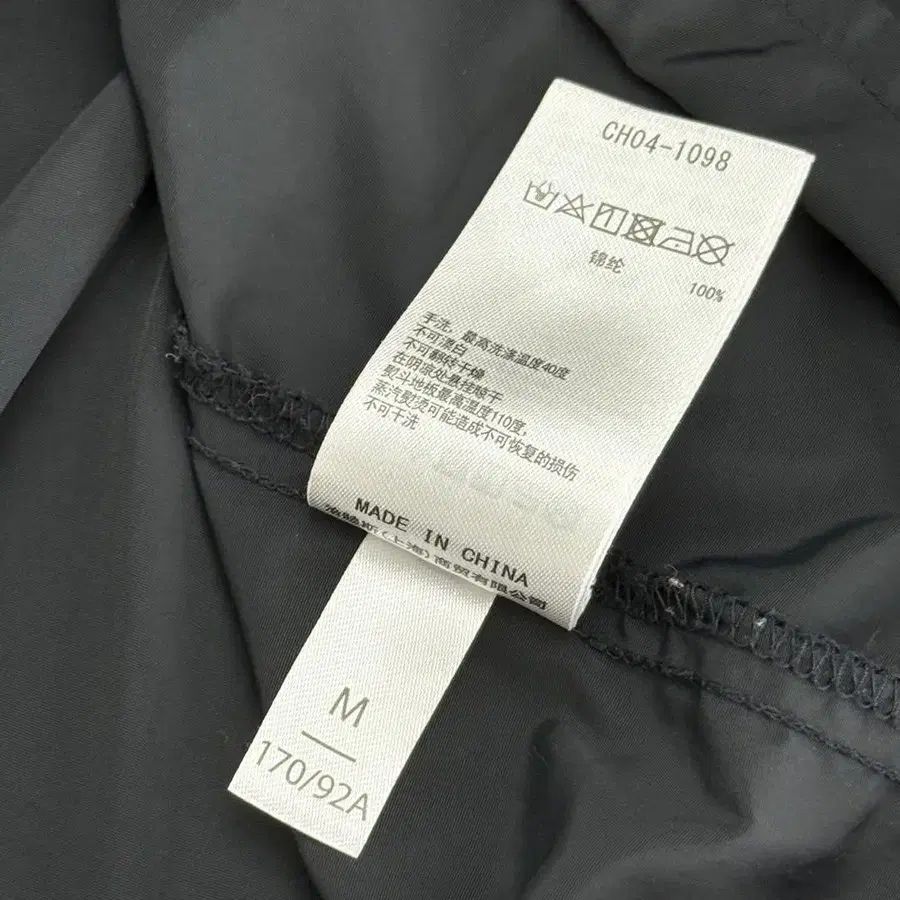 CH04-1098
锦纶
100%
手洗，最高洗涤温度40度
不可漂白
不可翻转干燥
在阴凉处悬挂晾干
熨斗地板最高温度110度，
蒸汽熨烫可能造成不可恢复的损伤
不可干洗
MADE IN CHINA
(上海)商贸有限公司
M
170/92A